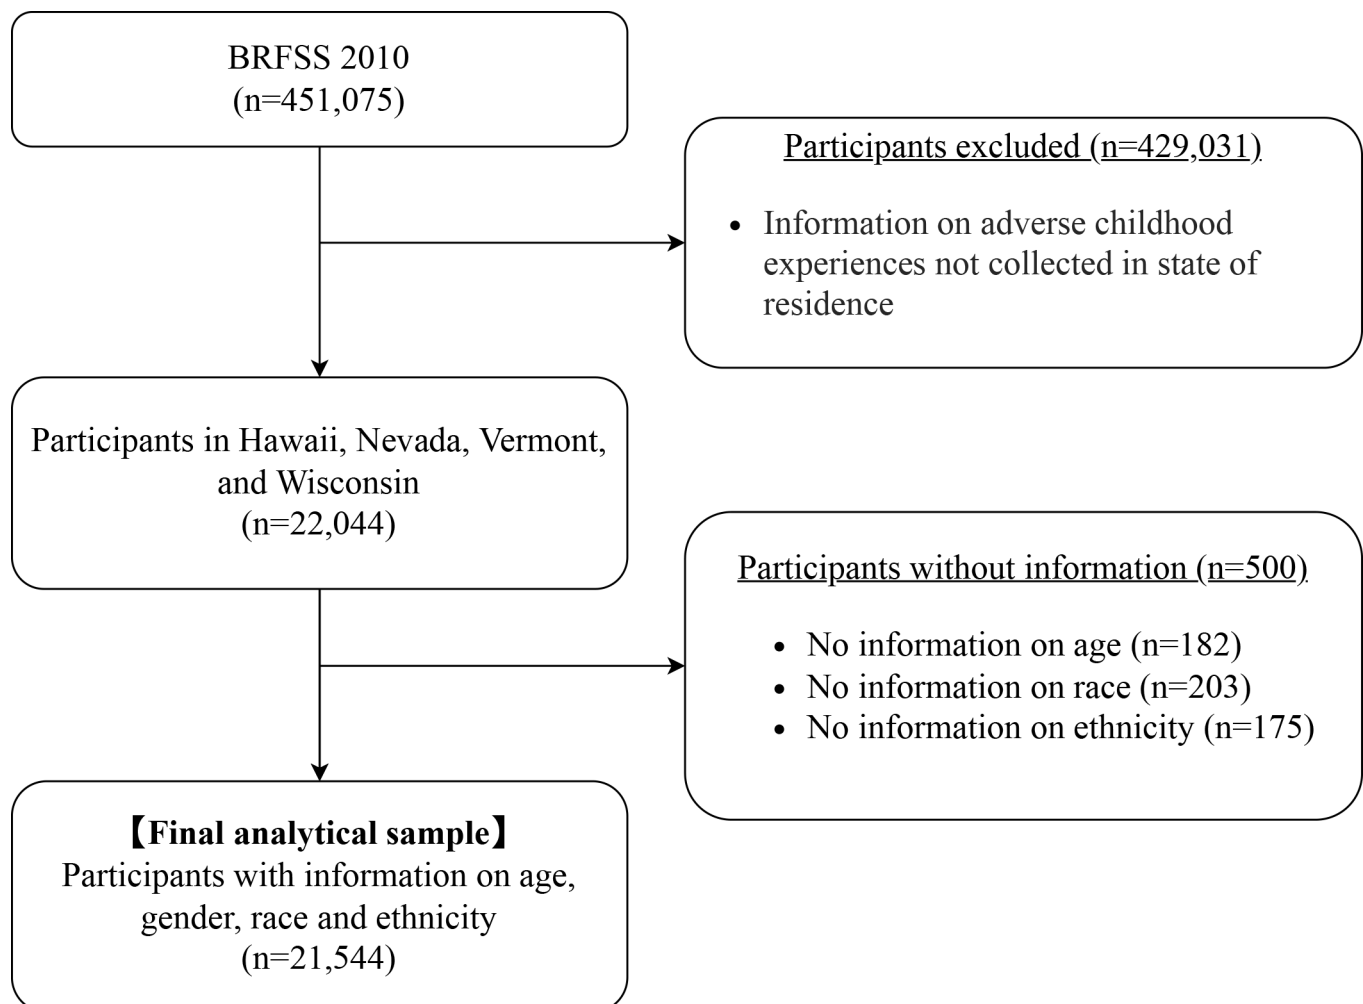 BRFSS 2010
(n=451,075)
Participants excluded (n=429,031)
• Information on adverse childhood
experiences not collected in state of
residence
Participants in Hawaii, Nevada, Vermont,
and Wisconsin
(n=22,044)
Participants without information (n=500)
• No information on age (n=182)
• No information on race (n=203)
• No information on ethnicity (n=175)
【Final analytical sample】
Participants with information on age,
gender, race and ethnicity
(n=21,544)